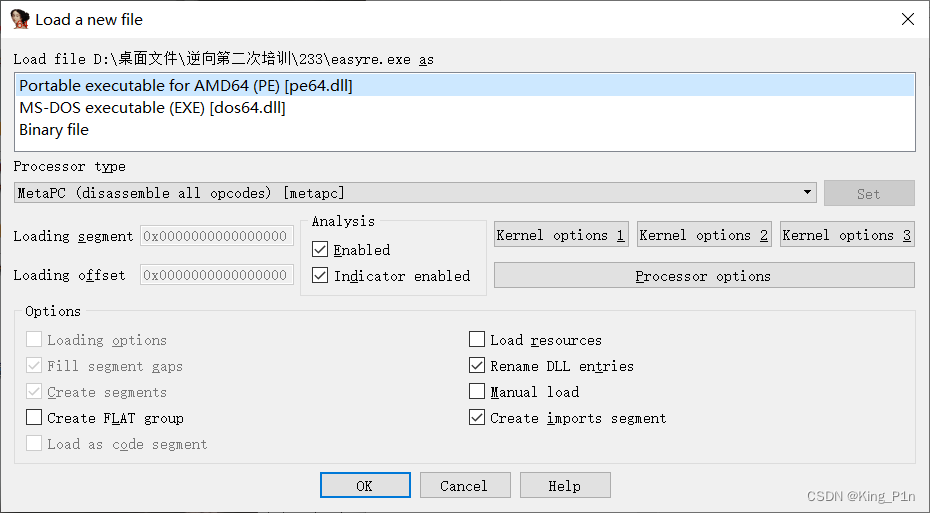 Load a new file
Load file D:\桌面文件\逆向第二次培训\233\easyre.exe as
Portable executable for AMD64 (PE) [pe64.dll]
MS-DOS executable (EXE) [dos64.dll]
Binary file
Processor type
MetaPC (disassemble all opcodes) [metapc]
Set
Loading segment 0x0000000000000000
Loading offset 0x0000000000000000
Analysis
Enabled
Indicator enabled
Kernel options 1 Kernel options 2 Kernel options 3
Processor options
Options
Loading options
Fill segment gaps
Create segments
Create FLAT group
Load as code segment
Load resources
Rename DLL entries
Manual load
Create imports segment
OK Cancel Help
CSDN @King_P1n